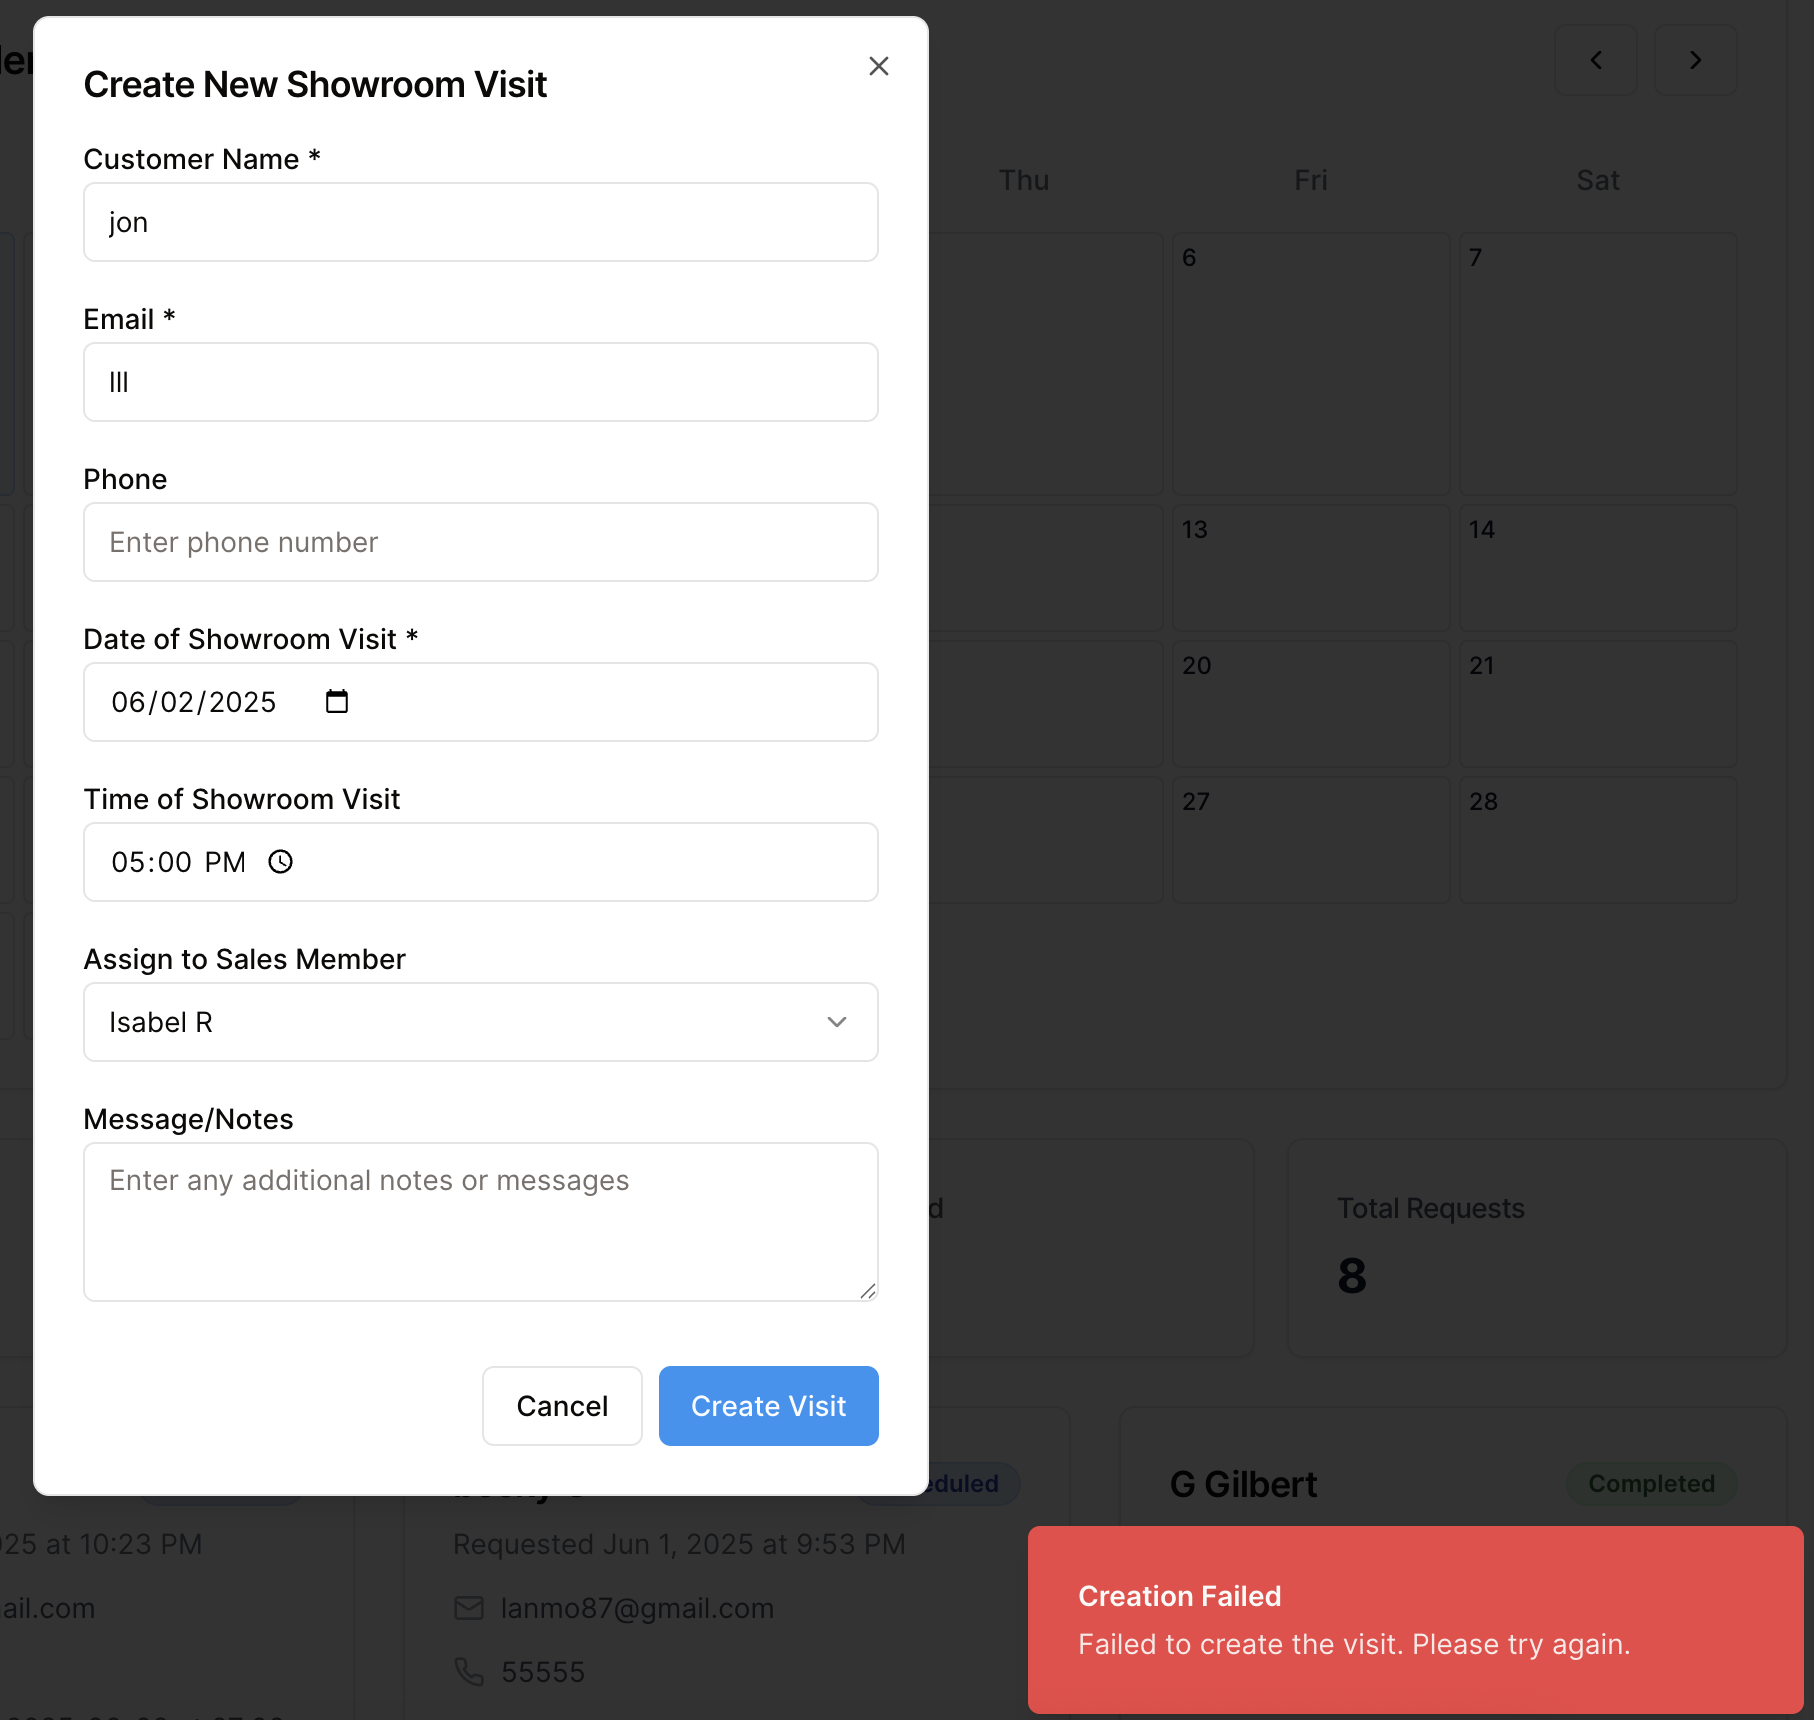 Create New Showroom Visit
Customer Name *
jon
Email *
lll
Phone
Enter phone number
Date of Showroom Visit *
06/02/2025
Time of Showroom Visit
05:00 PM
Assign to Sales Member
Isabel R
Message/Notes
Enter any additional notes or messages
Cancel
Create Visit
Thu Fri Sat
6 7
13 14
20 21
27 28
Total Requests
8
G Gilbert
Completed
25 at 10:23 PM
ail.com
Requested Jun 1, 2025 at 9:53 PM
lanmo87@gmail.com
55555
Creation Failed
Failed to create the visit. Please try again.